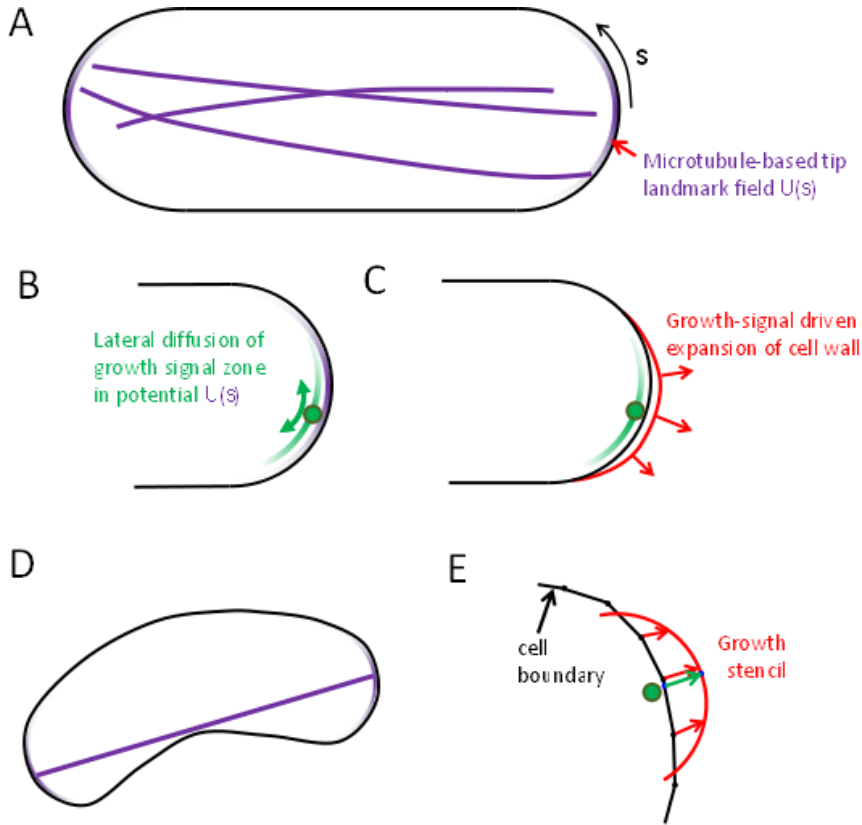 A
s
Microtubule-based tip
landmark field U(s)
B
Lateral diffusion of
growth signal zone
in potential U(s)
C
Growth-signal driven
expansion of cell wall
D
E
cell
boundary
Growth
stencil